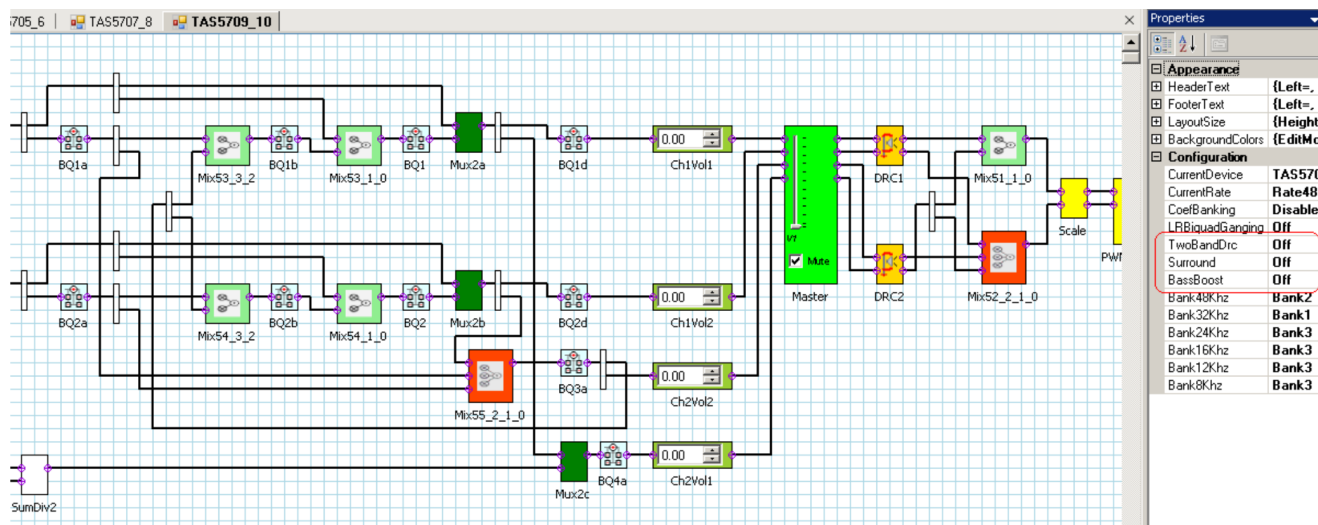 5705_6 TAS5707_8 TAS5709_10
BQ1a Mix53_3_2 BQ1b Mix53_1_0 BQ1 Mux2a BQ1d 0.00 Ch1Vol1 DRC1 Mix51_1_0
Scale PWM
V1
Mute
Master DRC2 Mix52_2_1_0
BQ2a Mix54_3_2 BQ2b Mix54_1_0 BQ2 Mux2b BQ2d 0.00 Ch1Vol2
Mix55_2_1_0 BQ3a 0.00 Ch2Vol2
SumDiv2 Mux2c BQ4a 0.00 Ch2Vol1
Properties
Appearance
HeaderText {Left=,
FooterText {Left=,
LayoutSize {Height
BackgroundColors {EditMo
Configuration
CurrentDevice TAS570
CurrentRate Rate48
CoefBanking Disable
LRBiquadGanging Off
TwoBandDrc Off
Surround Off
BassBoost Off
Bank48Khz Bank2
Bank32Khz Bank1
Bank24Khz Bank3
Bank16Khz Bank3
Bank12Khz Bank3
Bank8Khz Bank3